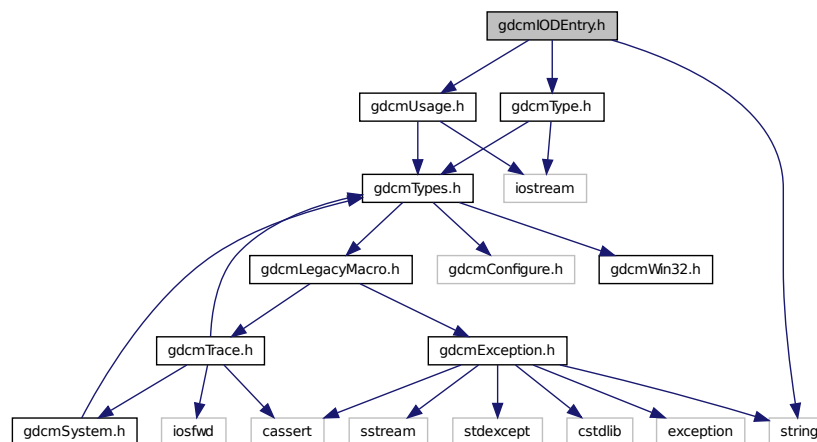 gdcmIODEntry.h
gdcmUsage.h
gdcmType.h
gdcmTypes.h
iostream
gdcmLegacyMacro.h
gdcmConfigure.h
gdcmWin32.h
gdcmTrace.h
gdcmException.h
gdcmSystem.h
iosfwd
cassert
sstream
stdexcept
cstdlib
exception
string